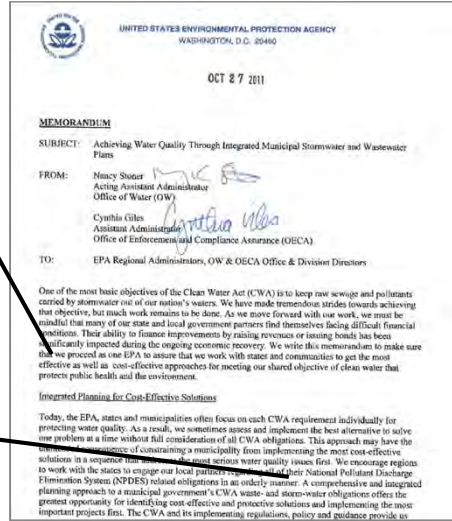 UNITED STATES ENVIRONMENTAL PROTECTION AGENCY
WASHINGTON, D.C. 20460
OCT 27 2011
MEMORANDUM
SUBJECT: Achieving Water Quality Through Integrated Municipal Stormwater and Wastewater
Plans
FROM: Nancy Stoner
Acting Assistant Administrator
Office of Water (OW)
Cynthia Giles
Assistant Administrator
Office of Enforcement and Compliance Assurance (OECA)
TO: EPA Regional Administrators, OW & OECA Office & Division Directors
One of the most basic objectives of the Clean Water Act (CWA) is to keep raw sewage and pollutants
carried by stormwater out of our nation's waters. We have made tremendous strides towards achieving
that objective, but much work remains to be done. As we move forward with our work, we must be
mindful that many of our state and local government partners find themselves facing difficult financial
conditions. Their ability to finance improvements by raising revenues or issuing bonds has been
significantly impacted during the ongoing economic recovery. We write this memorandum to make sure
that we proceed as one EPA to assure that we work with states and communities to get the most
effective as well as cost-effective approaches for meeting our shared objective of clean water that
protects public health and the environment.
Integrated Planning for Cost-Effective Solutions
Today, the EPA, states and municipalities often focus on each CWA requirement individually for
protecting water quality. As a result, we sometimes assess and implement the best alternative to solve
one problem at a time without full consideration of all CWA obligations. This approach may have the
of constraining a municipality from implementing the most cost-effective
solutions in a sequence that the most serious water quality issues first. We encourage regions
to work with the states to engage our local partners regarding all of their National Pollutant Discharge
Elimination System (NPDES) related obligations in an orderly manner. A comprehensive and integrated
planning approach to a municipal government's CWA waste- and storm-water obligations offers the
greatest opportunity for identifying cost-effective and protective solutions and implementing the most
important projects first. The CWA and its implementing regulations, policy and guidance provide us